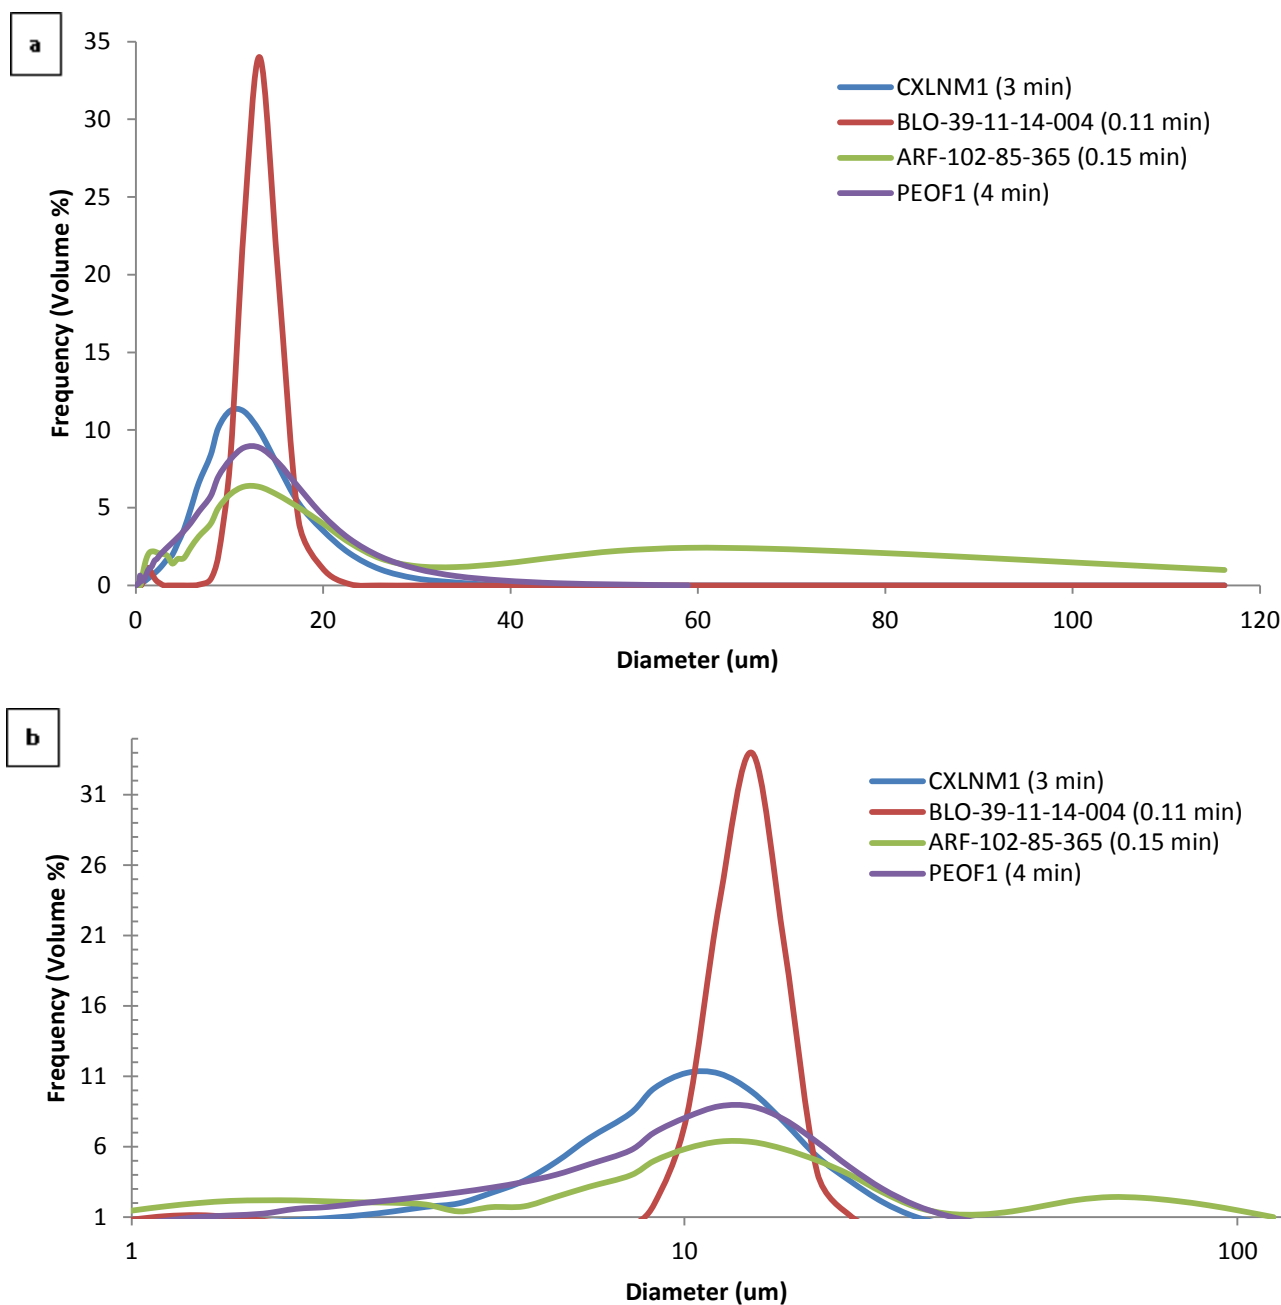 a
35
30
25
20
15
10
5
0
Frequency (Volume %)
CXLNM1 (3 min)
BLO-39-11-14-004 (0.11 min)
ARF-102-85-365 (0.15 min)
PEOF1 (4 min)
0 20 40 60 80 100 120
Diameter (um)
b
31
26
21
16
11
6
1
Frequency (Volume %)
CXLNM1 (3 min)
BLO-39-11-14-004 (0.11 min)
ARF-102-85-365 (0.15 min)
PEOF1 (4 min)
1 10 100
Diameter (um)